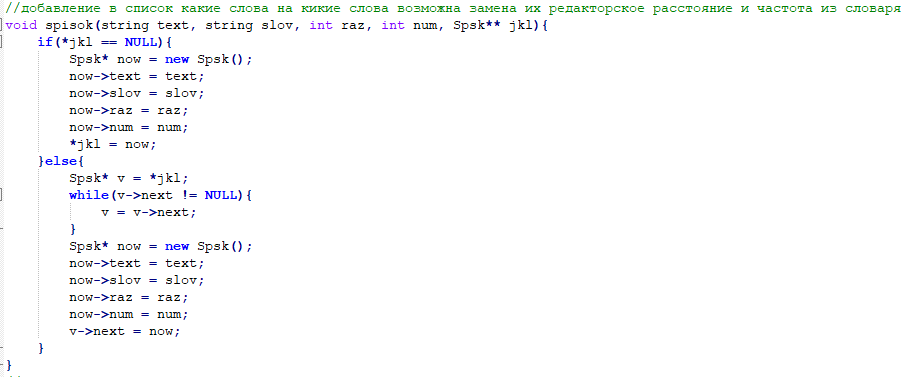 //добавление в список какие слова на кикие слова возможна замена их редакторское расстояние и частота из словаря
void spisok(string text, string slov, int raz, int num, Spsk** jkl){
    if(*jkl == NULL){
        Spsk* now = new Spsk();
        now->text = text;
        now->slov = slov;
        now->raz = raz;
        now->num = num;
        *jkl = now;
    }else{
        Spsk* v = *jkl;
        while(v->next != NULL){
            v = v->next;
        }
        Spsk* now = new Spsk();
        now->text = text;
        now->slov = slov;
        now->raz = raz;
        now->num = num;
        v->next = now;
    }
}